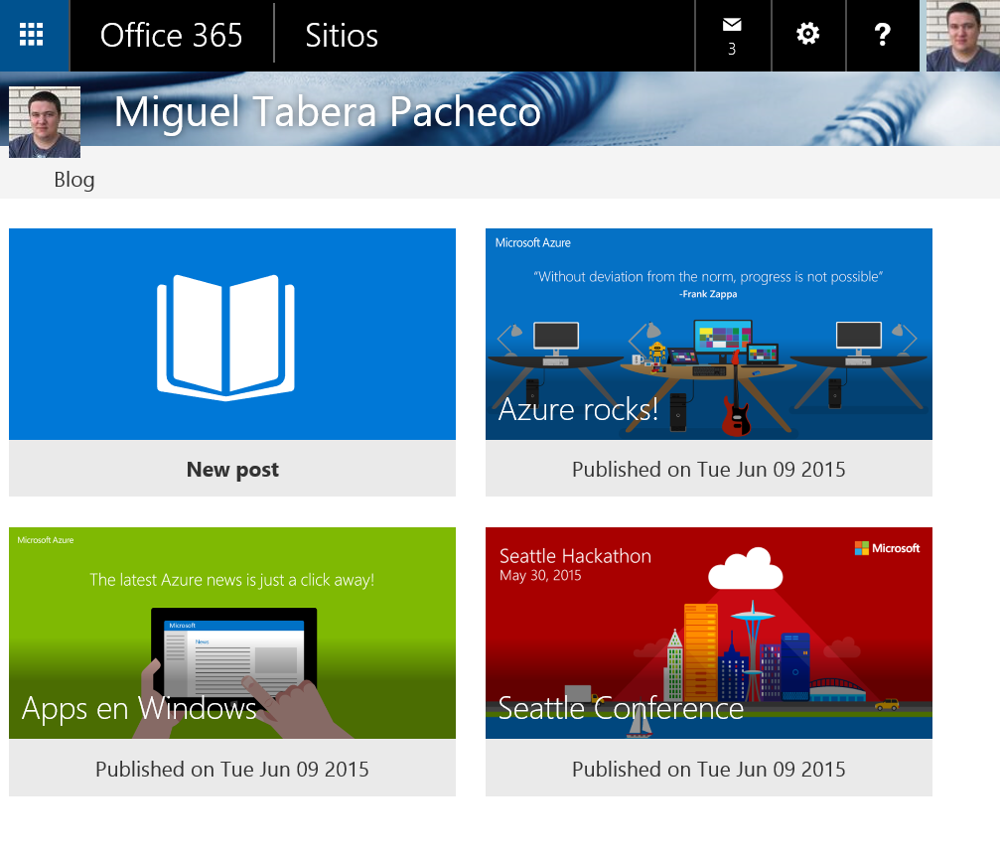 Office 365
Sitios
3
?
Miguel Tabera Pacheco
Blog
New post
Microsoft Azure
“Without deviation from the norm, progress is not possible”
-Frank Zappa
Azure rocks!
Published on Tue Jun 09 2015
Microsoft Azure
The latest Azure news is just a click away!
Microsoft
News
Apps en Windows
Published on Tue Jun 09 2015
Seattle Hackathon
May 30, 2015
Microsoft
Seattle Conference
Published on Tue Jun 09 2015